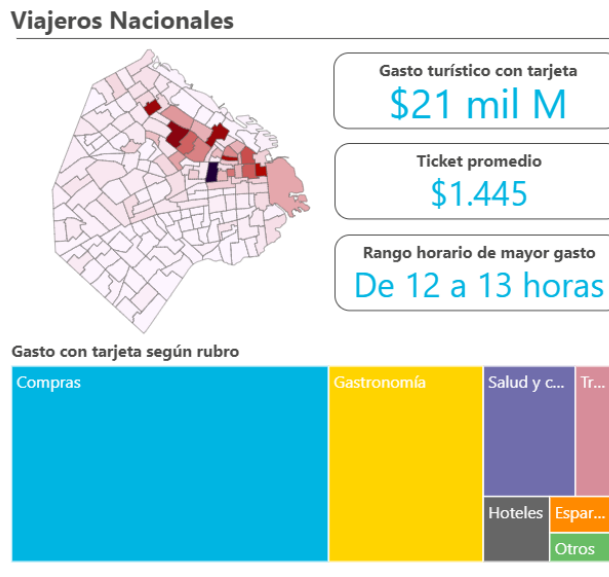 Viajeros Nacionales
Gasto turístico con tarjeta
$21 mil M
Ticket promedio
$1.445
Rango horario de mayor gasto
De 12 a 13 horas
Gasto con tarjeta según rubro
Compras
Gastronomía
Salud y c...
Tr...
Hoteles
Espar...
Otros